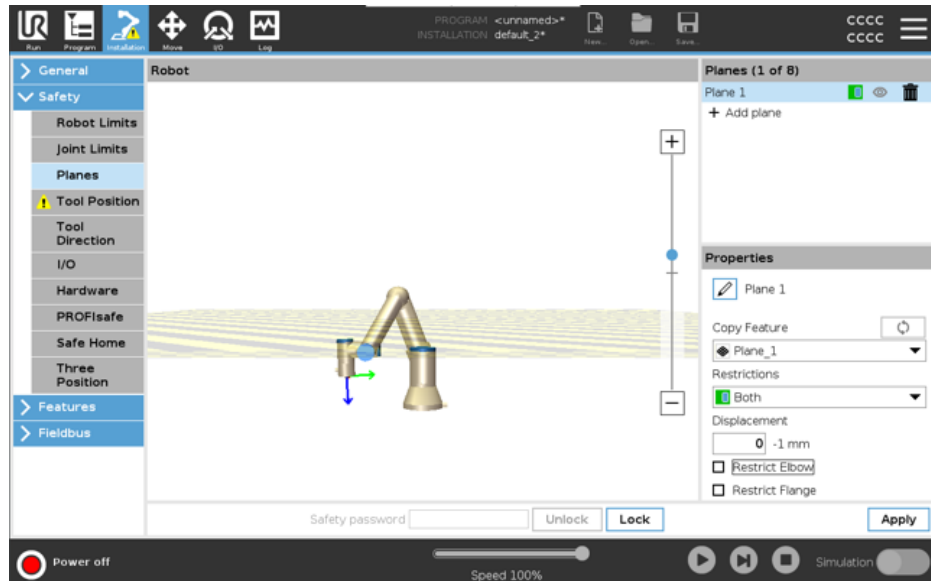 PROGRAM <unnamed>*
INSTALLATION default_2*
CCCC
CCCC
UR
Run
Program
Installation
Move
I/O
Log
New...
Open...
Save...
General
Safety
Robot Limits
Joint Limits
Planes
Tool Position
Tool
Direction
I/O
Hardware
PROFIsafe
Safe Home
Three
Position
Features
Fieldbus
Robot
Planes (1 of 8)
Plane 1
+ Add plane
Properties
Plane 1
Copy Feature
Plane_1
Restrictions
Both
Displacement
0 -1 mm
Restrict Elbow
Restrict Flange
Safety password
Unlock
Lock
Apply
Power off
Speed 100%
Simulation